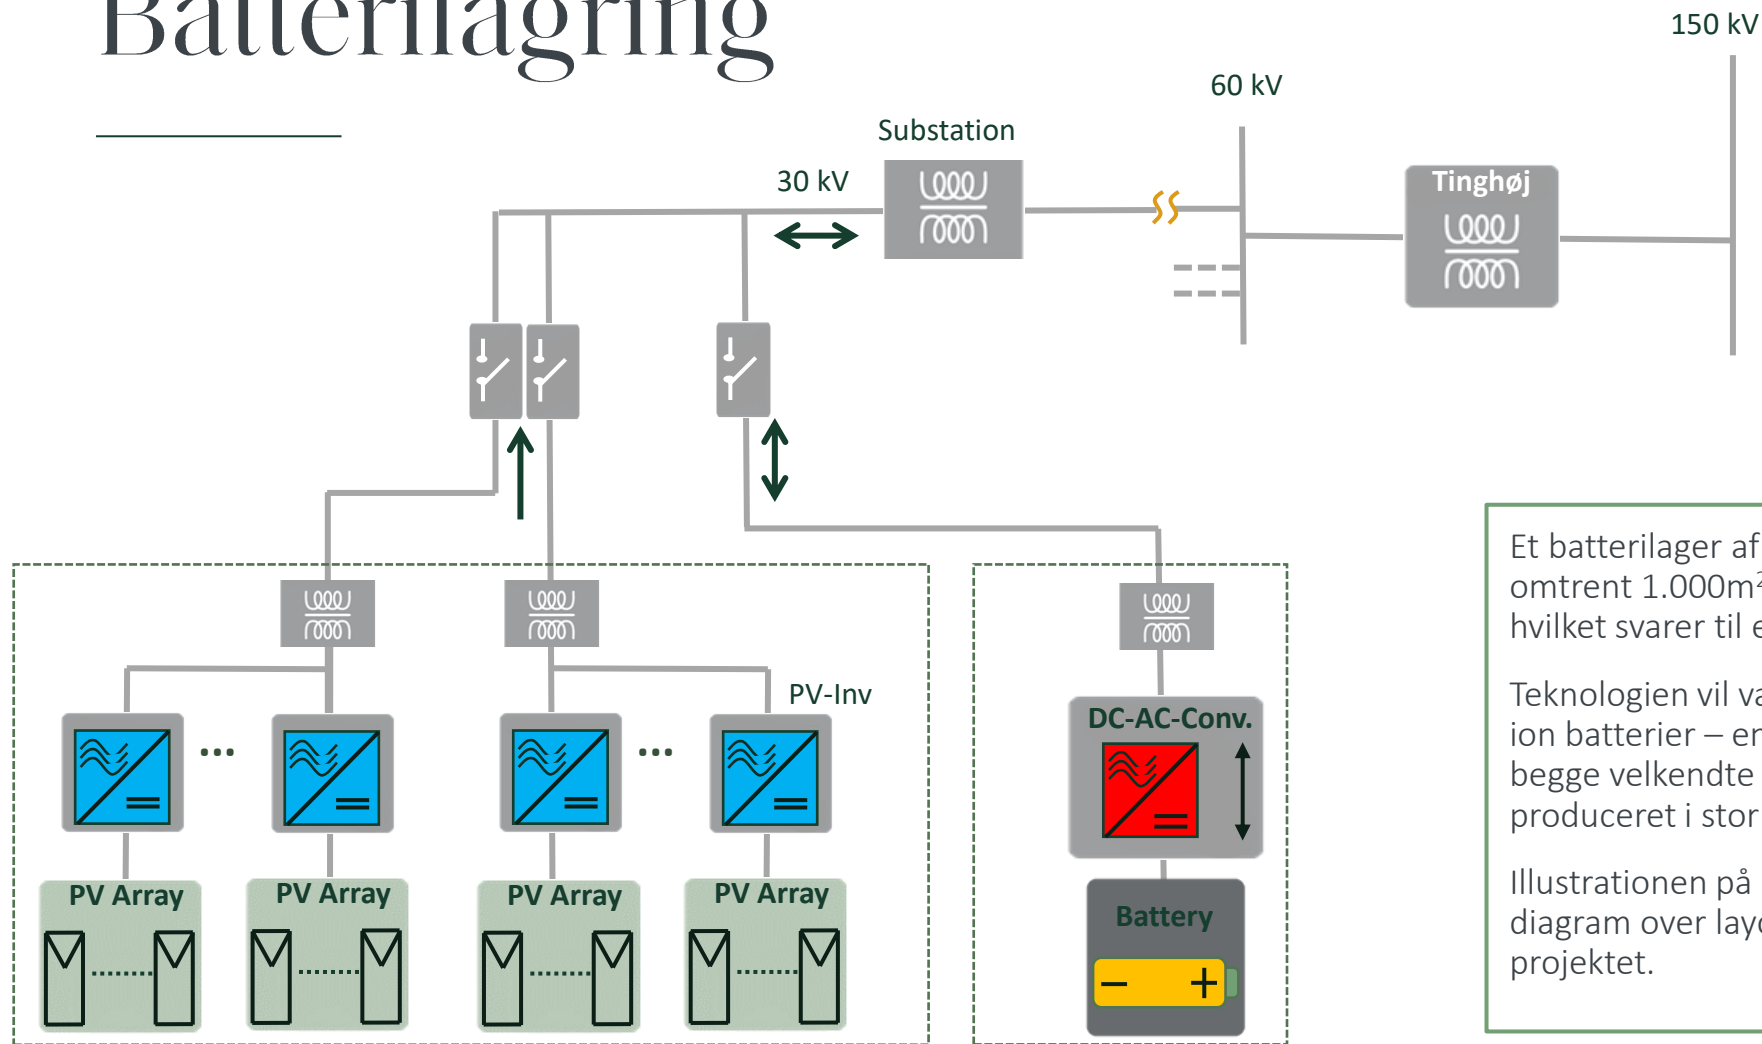 Batterilagring
150 kV
60 kV
Substation
30 kV
Tinghøj
PV-Inv
DC-AC-Conv.
PV Array
PV Array
PV Array
PV Array
Battery
Et batterilager af
omtrent 1.000m²
hvilket svarer til e
Teknologien vil va
ion batterier – en
begge velkendte
produceret i stor
Illustrationen på
diagram over layo
projektet.